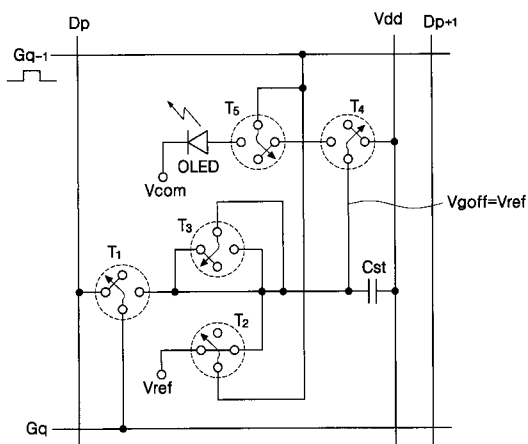 Dp Vdd Dp+1
Gq-1
T5 T4
OLED
Vcom
Vgoff=Vref
T3
T1 Cst
T2
Vref
Gq